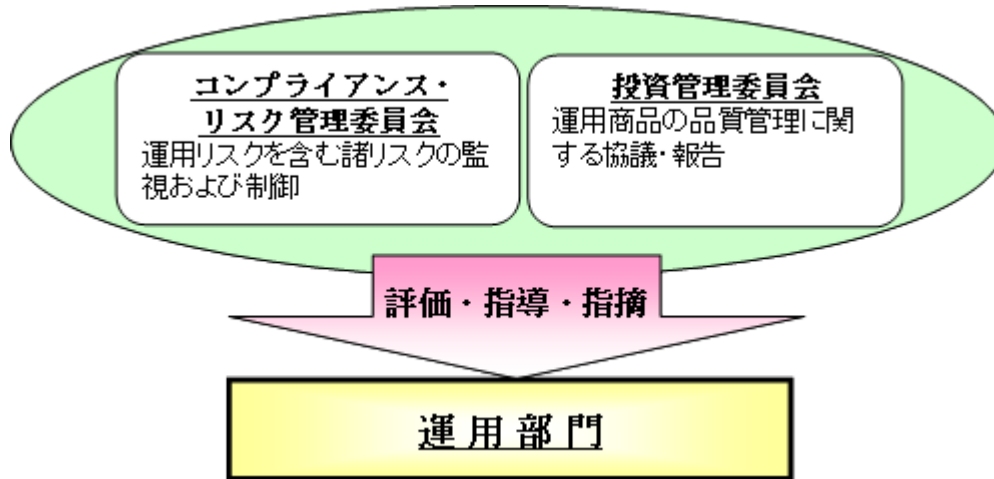 コンプライアンス・
リスク管理委員会
運用リスクを含む諸リスクの監
視および制御
投資管理委員会
運用商品の品質管理に関
する協議・報告
評価・指導・指摘
運用部門